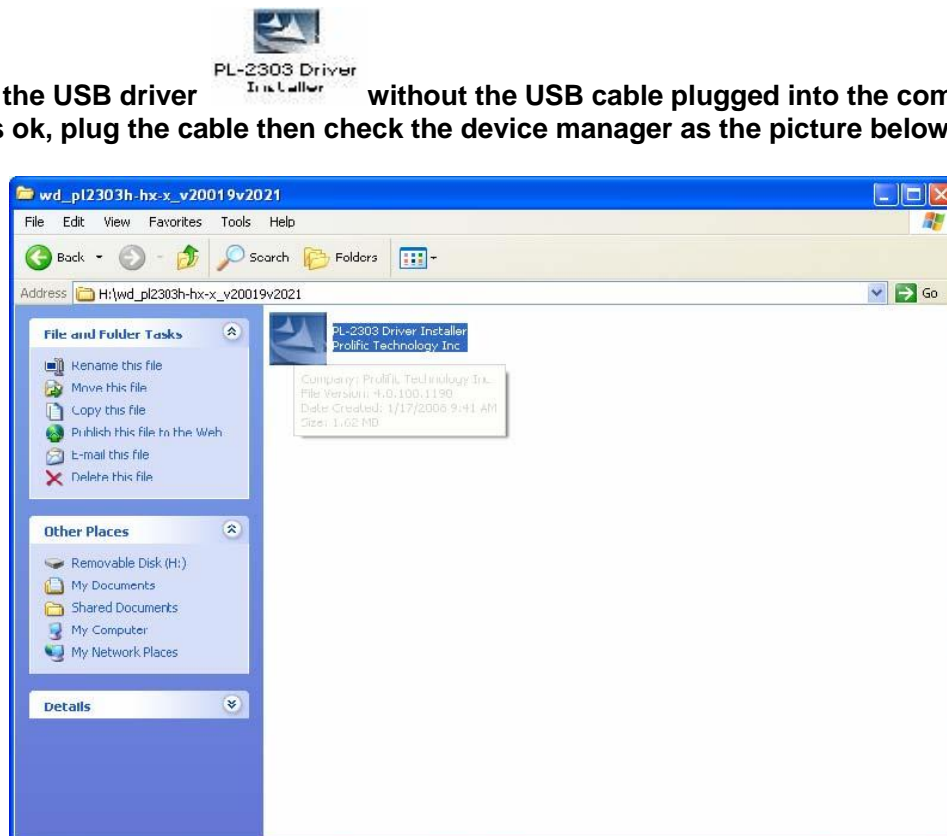 PL-2303 Driver
Installer
the USB driver without the USB cable plugged into the com
s ok, plug the cable then check the device manager as the picture below
wd_pl2303h-hx-x_v20019v2021
File Edit View Favorites Tools Help
Back Search Folders
Address H:\wd_pl2303h-hx-x_v20019v2021 Go
File and Folder Tasks
Rename this file
Move this file
Copy this file
Publish this file to the Web
E-mail this file
Delete this file
Other Places
Removable Disk (H:)
My Documents
Shared Documents
My Computer
My Network Places
Details
PL-2303 Driver Installer
Prolific Technology Inc
Company: Prolific Technology Inc.
File Version: 4.0.100.1190
Date Created: 1/17/2006 9:41 AM
Size: 1.62 MB